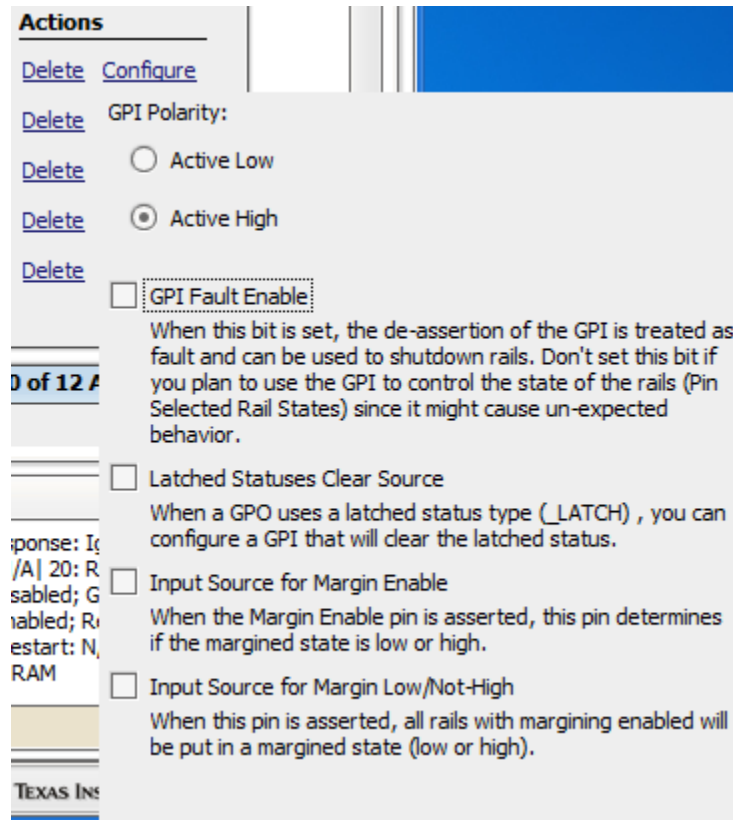 Actions
Delete Configure
Delete
Delete
Delete
Delete
GPI Polarity:
Active Low
Active High
GPI Fault Enable
When this bit is set, the de-assertion of the GPI is treated as
fault and can be used to shutdown rails. Don't set this bit if
you plan to use the GPI to control the state of the rails (Pin
Selected Rail States) since it might cause un-expected
behavior.
Latched Statuses Clear Source
When a GPO uses a latched status type (_LATCH) , you can
configure a GPI that will clear the latched status.
Input Source for Margin Enable
When the Margin Enable pin is asserted, this pin determines
if the margined state is low or high.
Input Source for Margin Low/Not-High
When this pin is asserted, all rails with margining enabled will
be put in a margined state (low or high).
of 12
sponse:
/A| 20: R
sabled; G
nabled;
estart: N
RAM
TEXAS